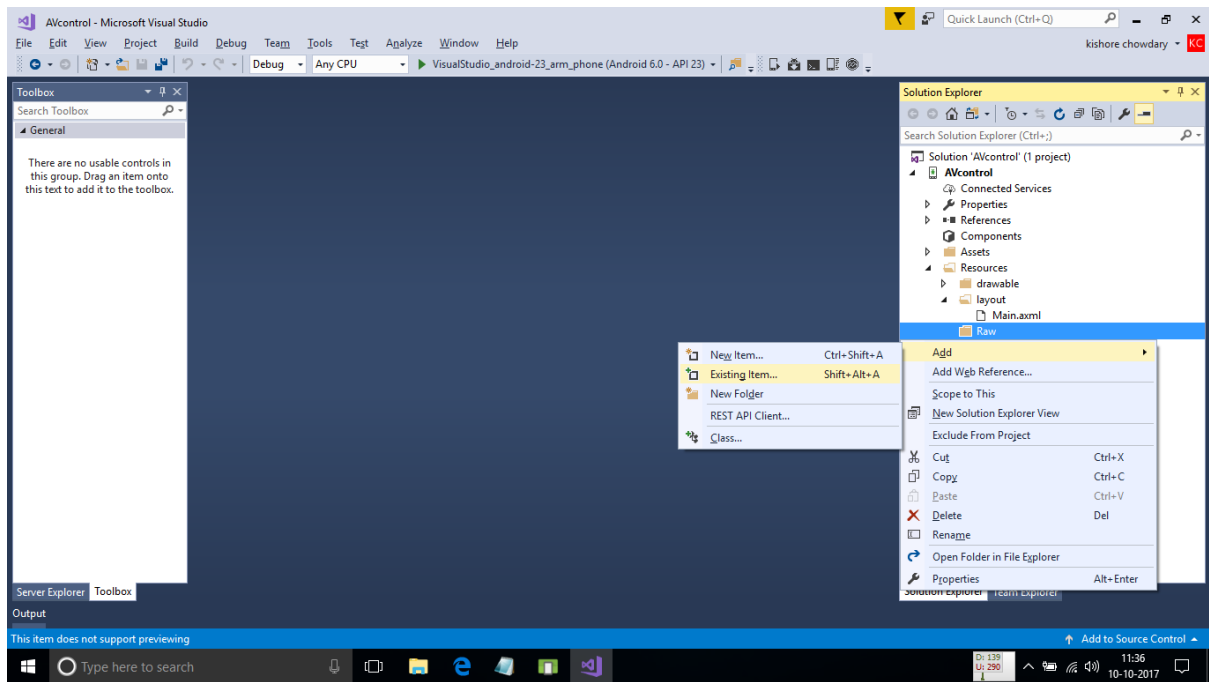 AVcontrol - Microsoft Visual Studio
Quick Launch (Ctrl+Q)
File Edit View Project Build Debug Team Tools Test Analyze Window Help
kishore chowdary KC
Debug Any CPU VisualStudio_android-23_arm_phone (Android 6.0 - API 23)
Toolbox
Search Toolbox
General
There are no usable controls in
this group. Drag an item onto
this text to add it to the toolbox.
Solution Explorer
Search Solution Explorer (Ctrl+;)
Solution 'AVcontrol' (1 project)
AVcontrol
Connected Services
Properties
References
Components
Assets
Resources
drawable
layout
Main.axml
Raw
New Item... Ctrl+Shift+A
Existing Item... Shift+Alt+A
New Folder
REST API Client...
Class...
Add
Add Web Reference...
Scope to This
New Solution Explorer View
Exclude From Project
Cut Ctrl+X
Copy Ctrl+C
Paste Ctrl+V
Delete Del
Rename
Open Folder in File Explorer
Properties Alt+Enter
Server Explorer Toolbox
Solution Explorer Team Explorer
Output
This item does not support previewing
Add to Source Control
Type here to search
D: 139
U: 290
11:36
10-10-2017